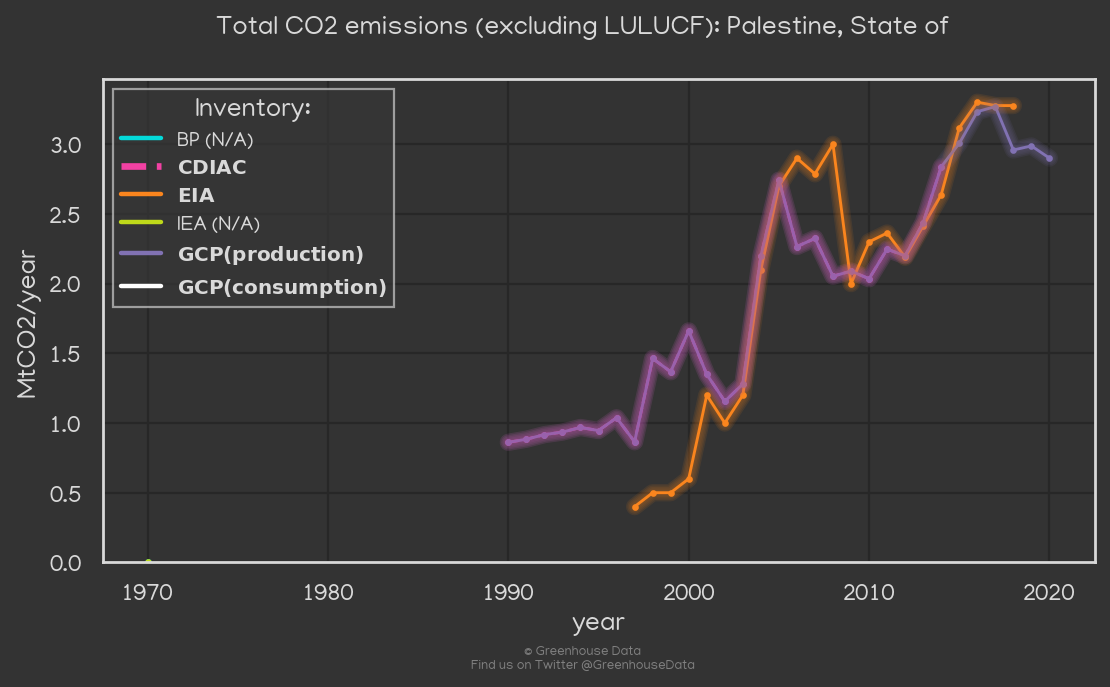 Total CO2 emissions (excluding LULUCF): Palestine, State of
Inventory:
BP (N/A)
CDIAC
EIA
IEA (N/A)
GCP(production)
GCP(consumption)
MtCO2/year
3.0
2.5
2.0
1.5
1.0
0.5
0.0
1970 1980 1990 2000 2010 2020
year
© Greenhouse Data
Find us on Twitter @GreenhouseData